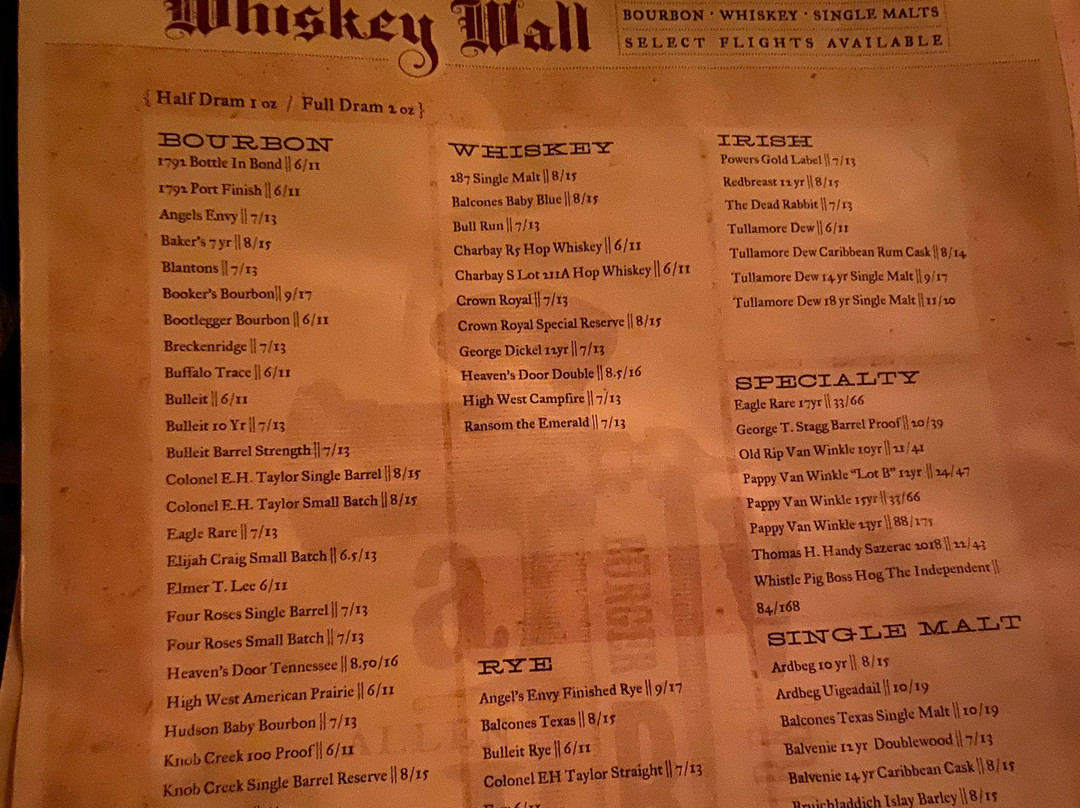 Whiskey Wall
BOURBON · WHISKEY · SINGLE MALTS
SELECT FLIGHTS AVAILABLE
{ Half Dram 1 oz / Full Dram 2 oz }
BOURBON
1792 Bottle In Bond || 6/11
1792 Port Finish || 6/11
Angels Envy || 7/13
Baker's 7 yr || 8/15
Blantons || 7/13
Booker's Bourbon || 9/17
Bootlegger Bourbon || 6/11
Breckenridge || 7/13
Buffalo Trace || 6/11
Bulleit || 6/11
Bulleit 10 Yr || 7/13
Bulleit Barrel Strength || 7/13
Colonel E.H. Taylor Single Barrel || 8/15
Colonel E.H. Taylor Small Batch || 8/15
Eagle Rare || 7/13
Elijah Craig Small Batch || 6.5/13
Elmer T. Lee 6/11
Four Roses Single Barrel || 7/13
Four Roses Small Batch || 7/13
Heaven's Door Tennessee || 8.50/16
High West American Prairie || 6/11
Hudson Baby Bourbon || 7/13
Knob Creek 100 Proof || 6/11
Knob Creek Single Barrel Reserve || 8/15
WHISKEY
287 Single Malt || 8/15
Balcones Baby Blue || 8/15
Bull Run || 7/13
Charbay R5 Hop Whiskey || 6/11
Charbay S Lot 211A Hop Whiskey || 6/11
Crown Royal || 7/13
Crown Royal Special Reserve || 8/15
George Dickel 12yr || 7/13
Heaven's Door Double || 8.5/16
High West Campfire || 7/13
Ransom the Emerald || 7/13
RYE
Angel's Envy Finished Rye || 9/17
Balcones Texas || 8/15
Bulleit Rye || 6/11
Colonel EH Taylor Straight || 7/13
IRISH
Powers Gold Label || 7/13
Redbreast 12 yr || 8/15
The Dead Rabbit || 7/13
Tullamore Dew || 6/11
Tullamore Dew Caribbean Rum Cask || 8/14
Tullamore Dew 14 yr Single Malt || 9/17
Tullamore Dew 18 yr Single Malt || 11/20
SPECIALTY
Eagle Rare 17yr || 33/66
George T. Stagg Barrel Proof || 20/39
Old Rip Van Winkle 10yr || 21/41
Pappy Van Winkle "Lot B" 12yr || 24/47
Pappy Van Winkle 15yr || 33/66
Pappy Van Winkle 23yr || 88/175
Thomas H. Handy Sazerac 2018 || 22/43
Whistle Pig Boss Hog The Independent ||
84/168
SINGLE MALT
Ardbeg 10 yr || 8/15
Ardbeg Uigeadail || 10/19
Balcones Texas Single Malt || 10/19
Balvenie 12 yr Doublewood || 7/13
Balvenie 14 yr Caribbean Cask || 8/15
Bruichladdich Islay Barley || 8/15